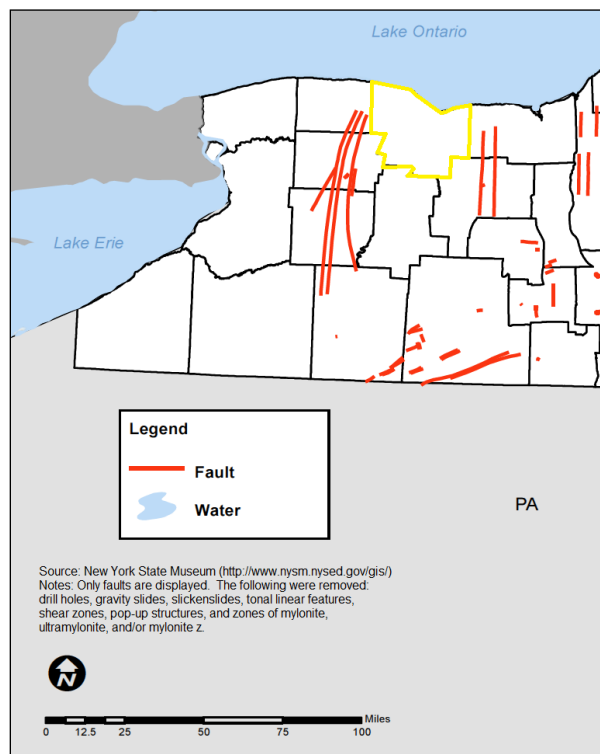 Lake Ontario
Lake Erie
Legend
Fault
Water
PA
Source: New York State Museum (http://www.nysm.nysed.gov/gis/)
Notes: Only faults are displayed. The following were removed:
drill holes, gravity slides, slickenslides, tonal linear features,
shear zones, pop-up structures, and zones of mylonite,
ultramylonite, and/or mylonite z.
N
Miles
0 12.5 25 50 75 100